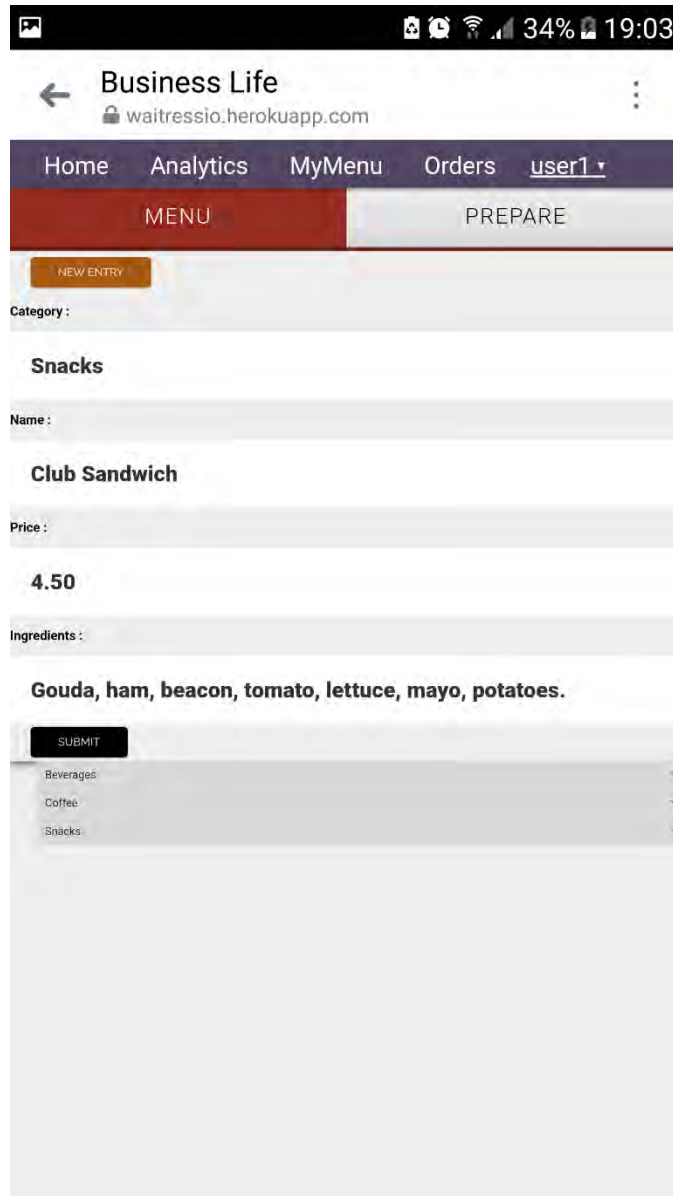 34% 19:03
Business Life
waitressio.herokuapp.com
Home Analytics MyMenu Orders user1
MENU PREPARE
NEW ENTRY
Category :
Snacks
Name :
Club Sandwich
Price :
4.50
Ingredients :
Gouda, ham, beacon, tomato, lettuce, mayo, potatoes.
SUBMIT
Beverages
Coffee
Snacks